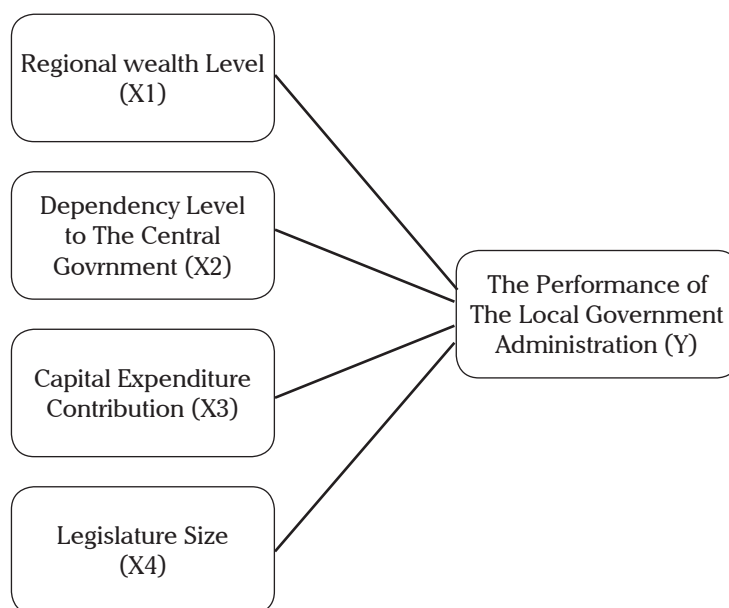 Regional wealth Level
(X1)
Dependency Level
to The Central
Govrnment (X2)
Capital Expenditure
Contribution (X3)
Legislature Size
(X4)
The Performance of
The Local Government
Administration (Y)